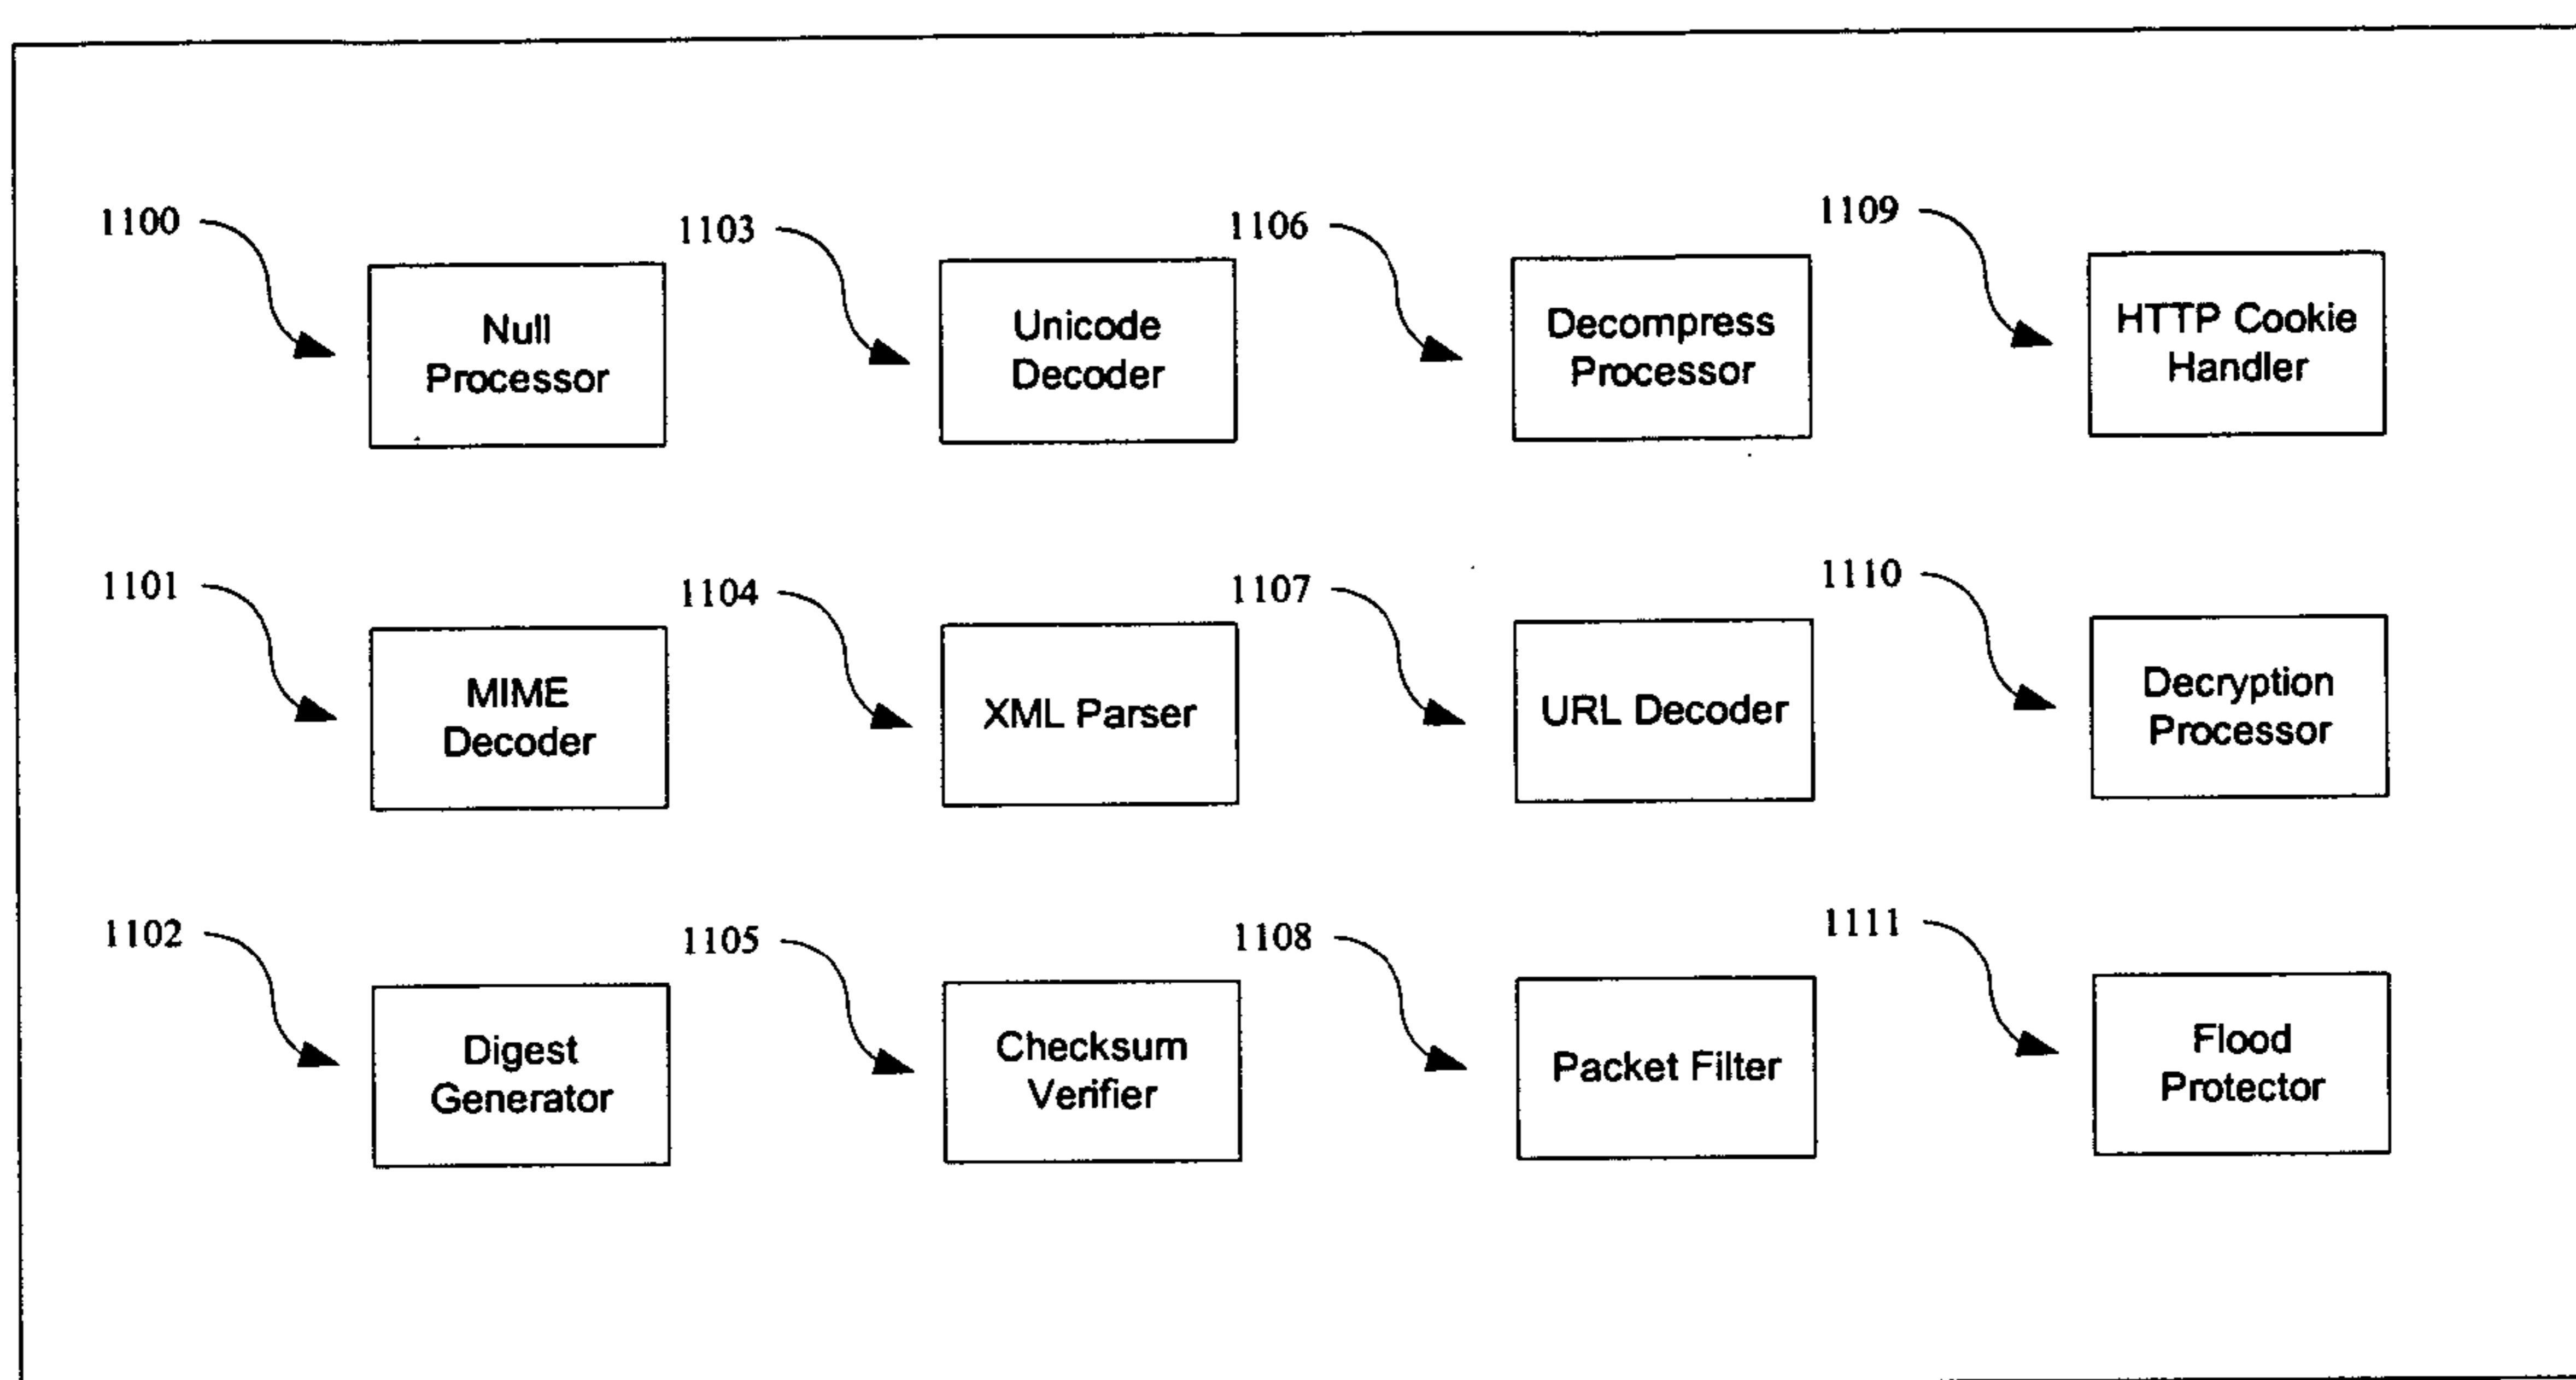 1100
Null
Processor
1103
Unicode
Decoder
1106
Decompress
Processor
1109
HTTP Cookie
Handler
1101
MIME
Decoder
1104
XML Parser
1107
URL Decoder
1110
Decryption
Processor
1102
Digest
Generator
1105
Checksum
Verifier
1108
Packet Filter
1111
Flood
Protector